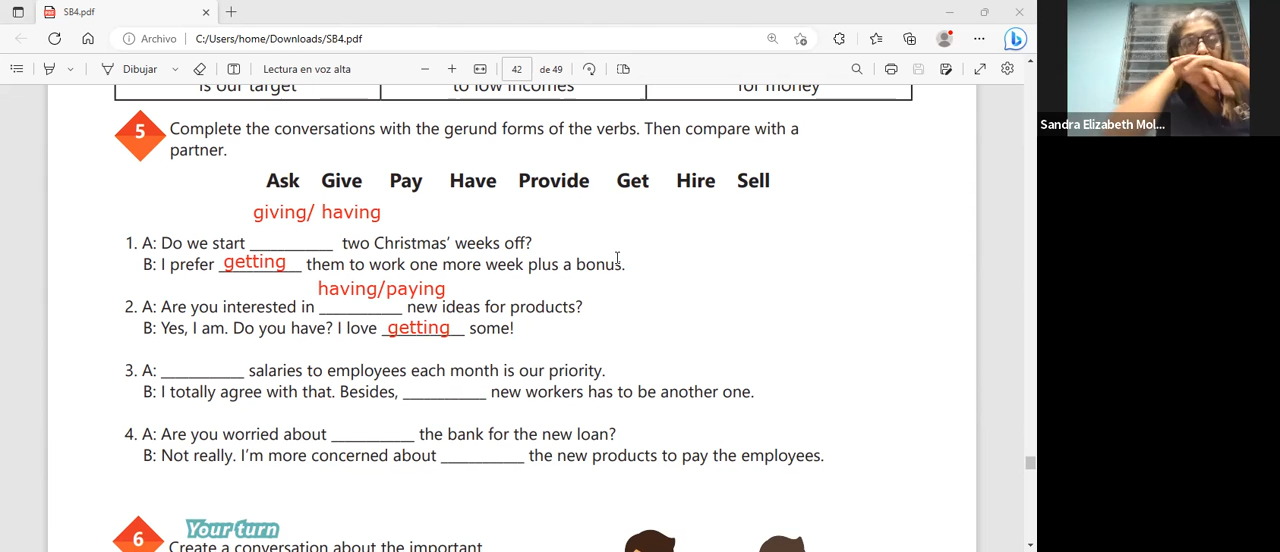 SB4.pdf
Archivo C:/Users/home/Downloads/SB4.pdf
Dibujar Lectura en voz alta 42 de 49
is our target to low incomes for money
Sandra Elizabeth Mol...
5 Complete the conversations with the gerund forms of the verbs. Then compare with a
partner.
Ask Give Pay Have Provide Get Hire Sell
giving/ having
1. A: Do we start __________ two Christmas' weeks off?
B: I prefer getting them to work one more week plus a bonus.
having/paying
2. A: Are you interested in __________ new ideas for products?
B: Yes, I am. Do you have? I love getting some!
3. A: __________ salaries to employees each month is our priority.
B: I totally agree with that. Besides, __________ new workers has to be another one.
4. A: Are you worried about __________ the bank for the new loan?
B: Not really. I'm more concerned about __________ the new products to pay the employees.
6 Your turn
Create a conversation about the important